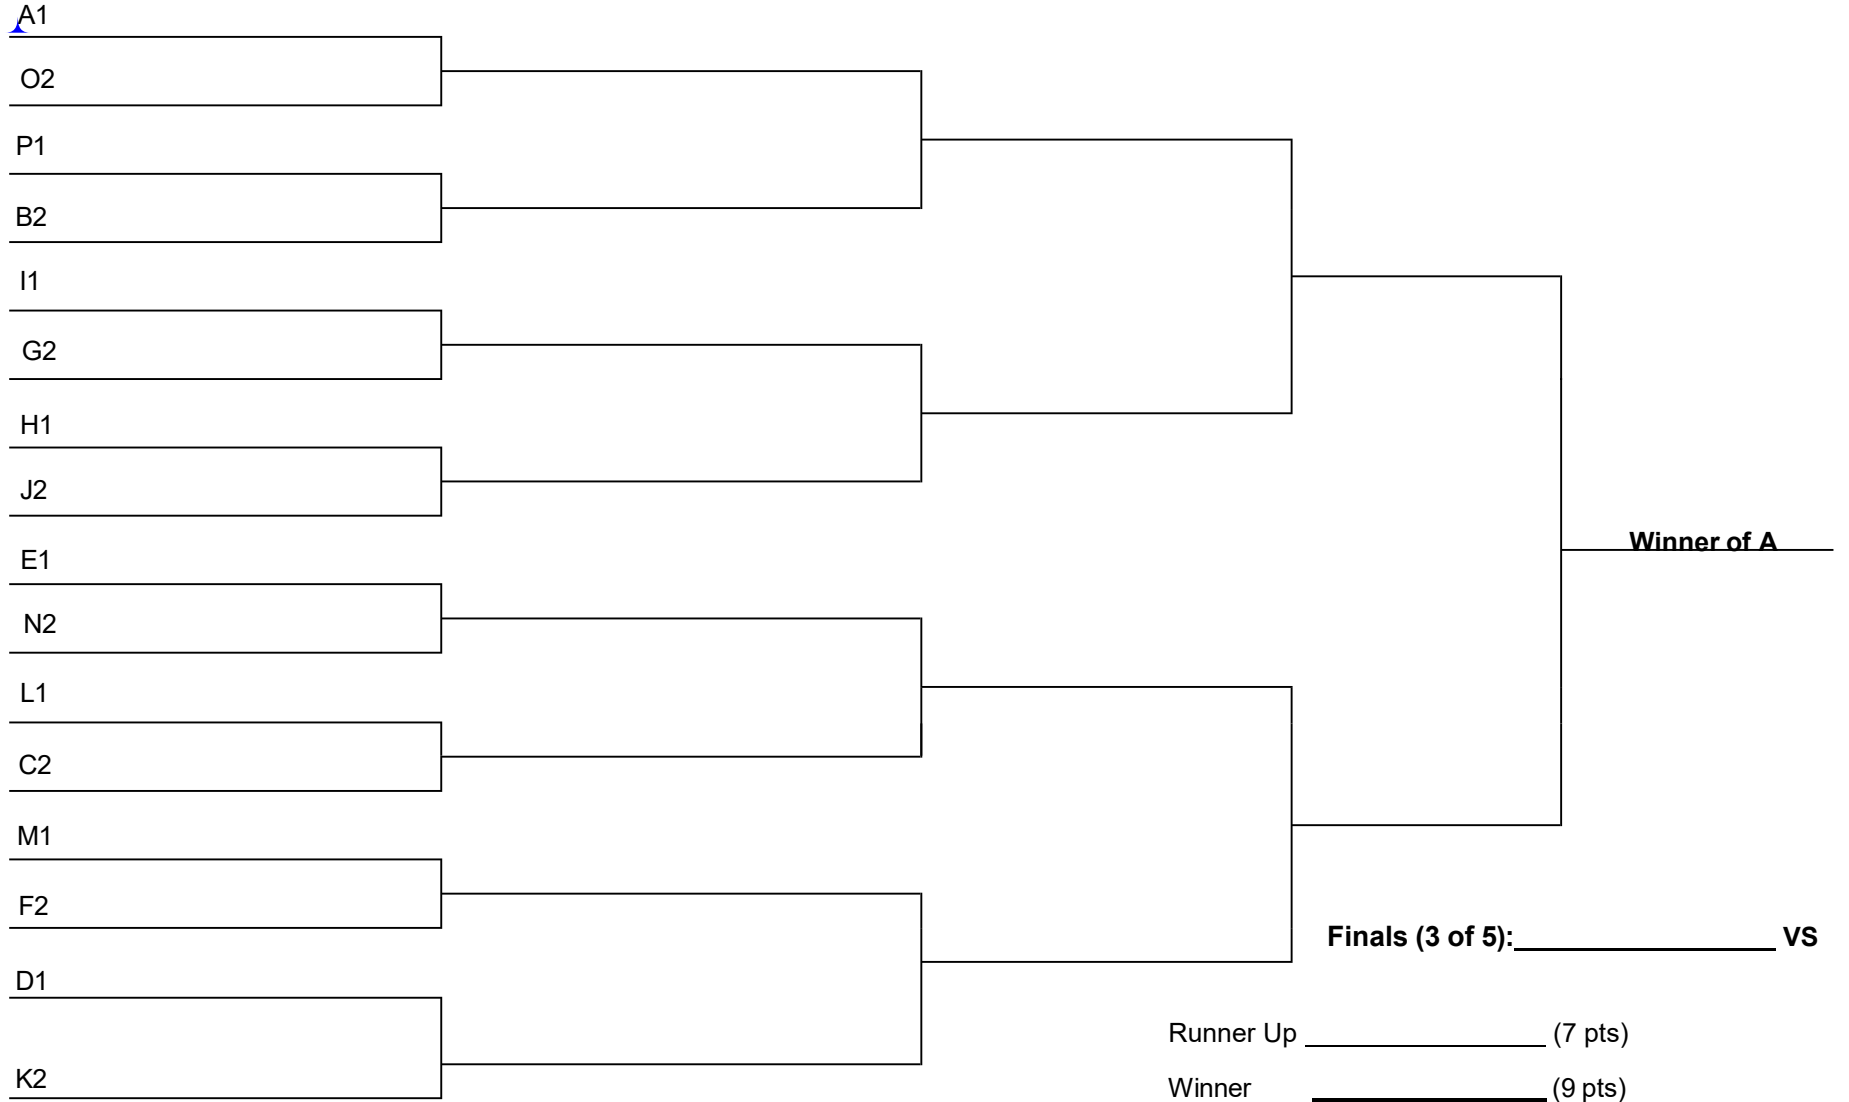 A1
O2
P1
B2
I1
G2
H1
J2
E1
N2
Winner of A
L1
C2
M1
F2
Finals (3 of 5): VS
D1
Runner Up (7 pts)
K2
Winner (9 pts)